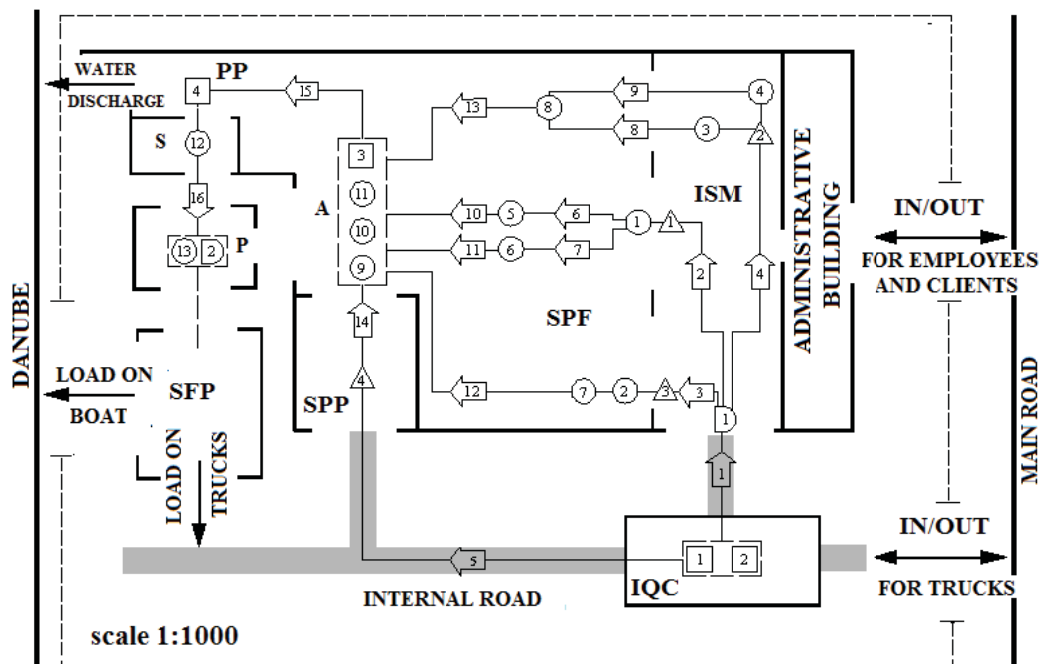 WATER
DISCHARGE
PP
4
15
13
8
9
4
8
3
2
S
12
3
ISM
A
11
16
10
5
6
1
1
IN/OUT
10
11
6
7
13
2
P
9
2
4
FOR EMPLOYEES
AND CLIENTS
ADMINISTRATIVE
BUILDING
14
SPF
DANUBE
LOAD ON
BOAT
SFP
4
SPP
12
7
2
3
3
1
MAIN ROAD
LOAD ON
TRUCKS
1
IN/OUT
5
1
2
IQC
FOR TRUCKS
INTERNAL ROAD
scale 1:1000